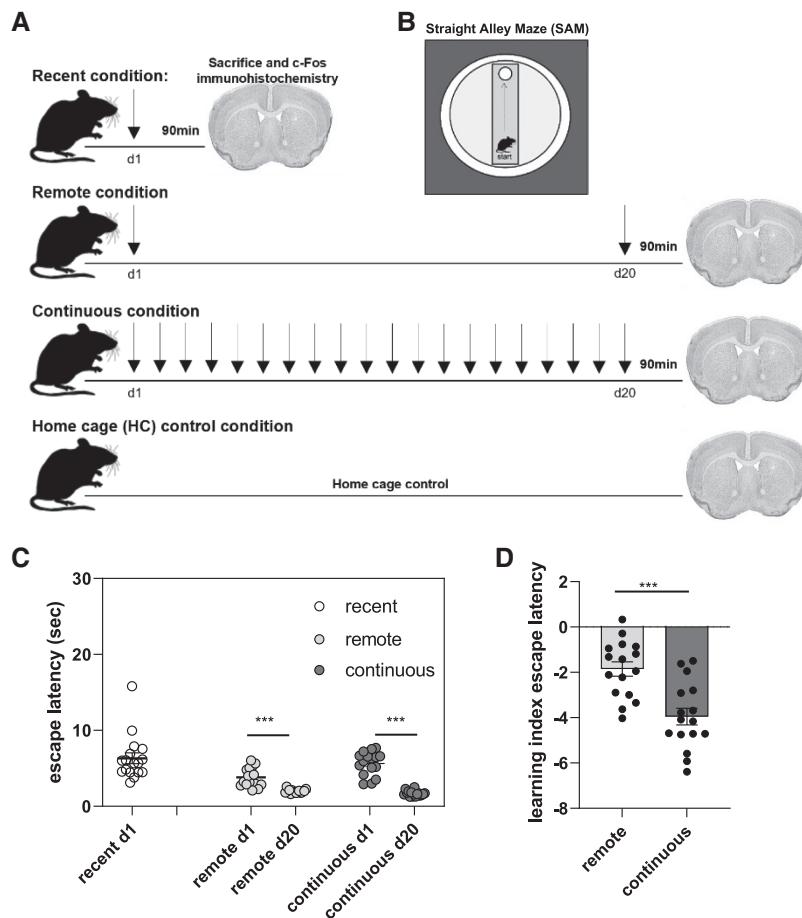 A
Recent condition:
Sacrifice and c-Fos
immunohistochemistry
90min
d1
B
Straight Alley Maze (SAM)
start
Remote condition
90min
d1
d20
Continuous condition
90min
d1
d20
Home cage (HC) control condition
Home cage control
C
30
20
10
0
escape latency (sec)
recent
remote
continuous
***
***
recent d1
remote d1
remote d20
continuous d1
continuous d20
D
2
0
-2
-4
-6
-8
learning index escape latency
***
remote
continuous